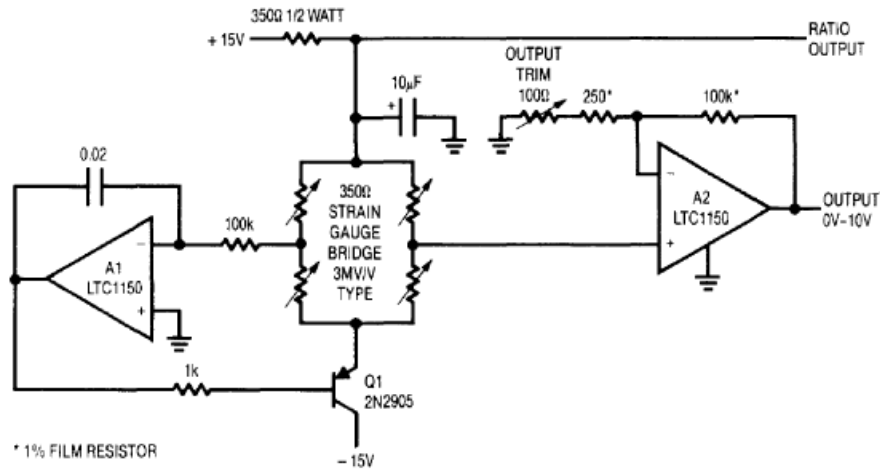 350Ω 1/2 WATT
+15V
RATIO
OUTPUT
OUTPUT
TRIM
100Ω
250*
100k*
10µF
+
0.02
100k
350Ω
STRAIN
GAUGE
BRIDGE
3MV/V
TYPE
−
A1
LTC1150
+
−
A2
LTC1150
+
OUTPUT
0V–10V
1k
Q1
2N2905
−15V
* 1% FILM RESISTOR